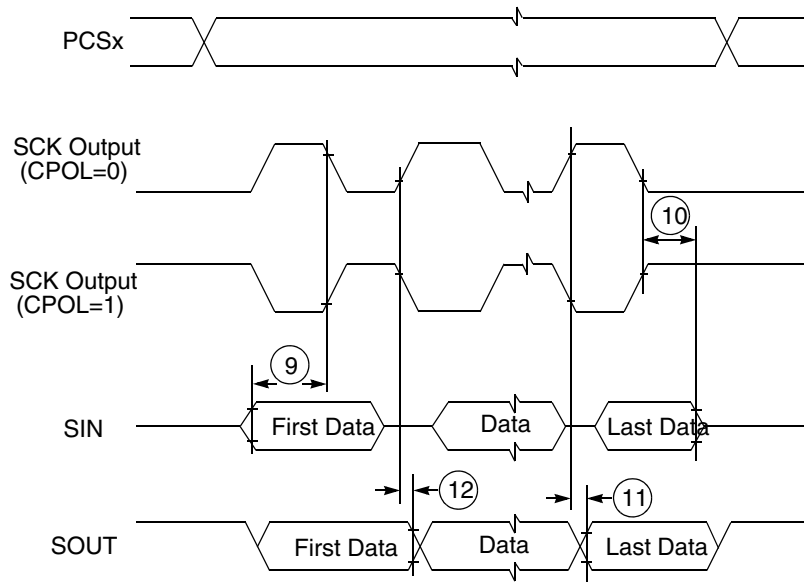 PCSx
SCK Output
(CPOL=0)
10
SCK Output
(CPOL=1)
9
SIN
First Data
Data
Last Data
12
11
SOUT
First Data
Data
Last Data